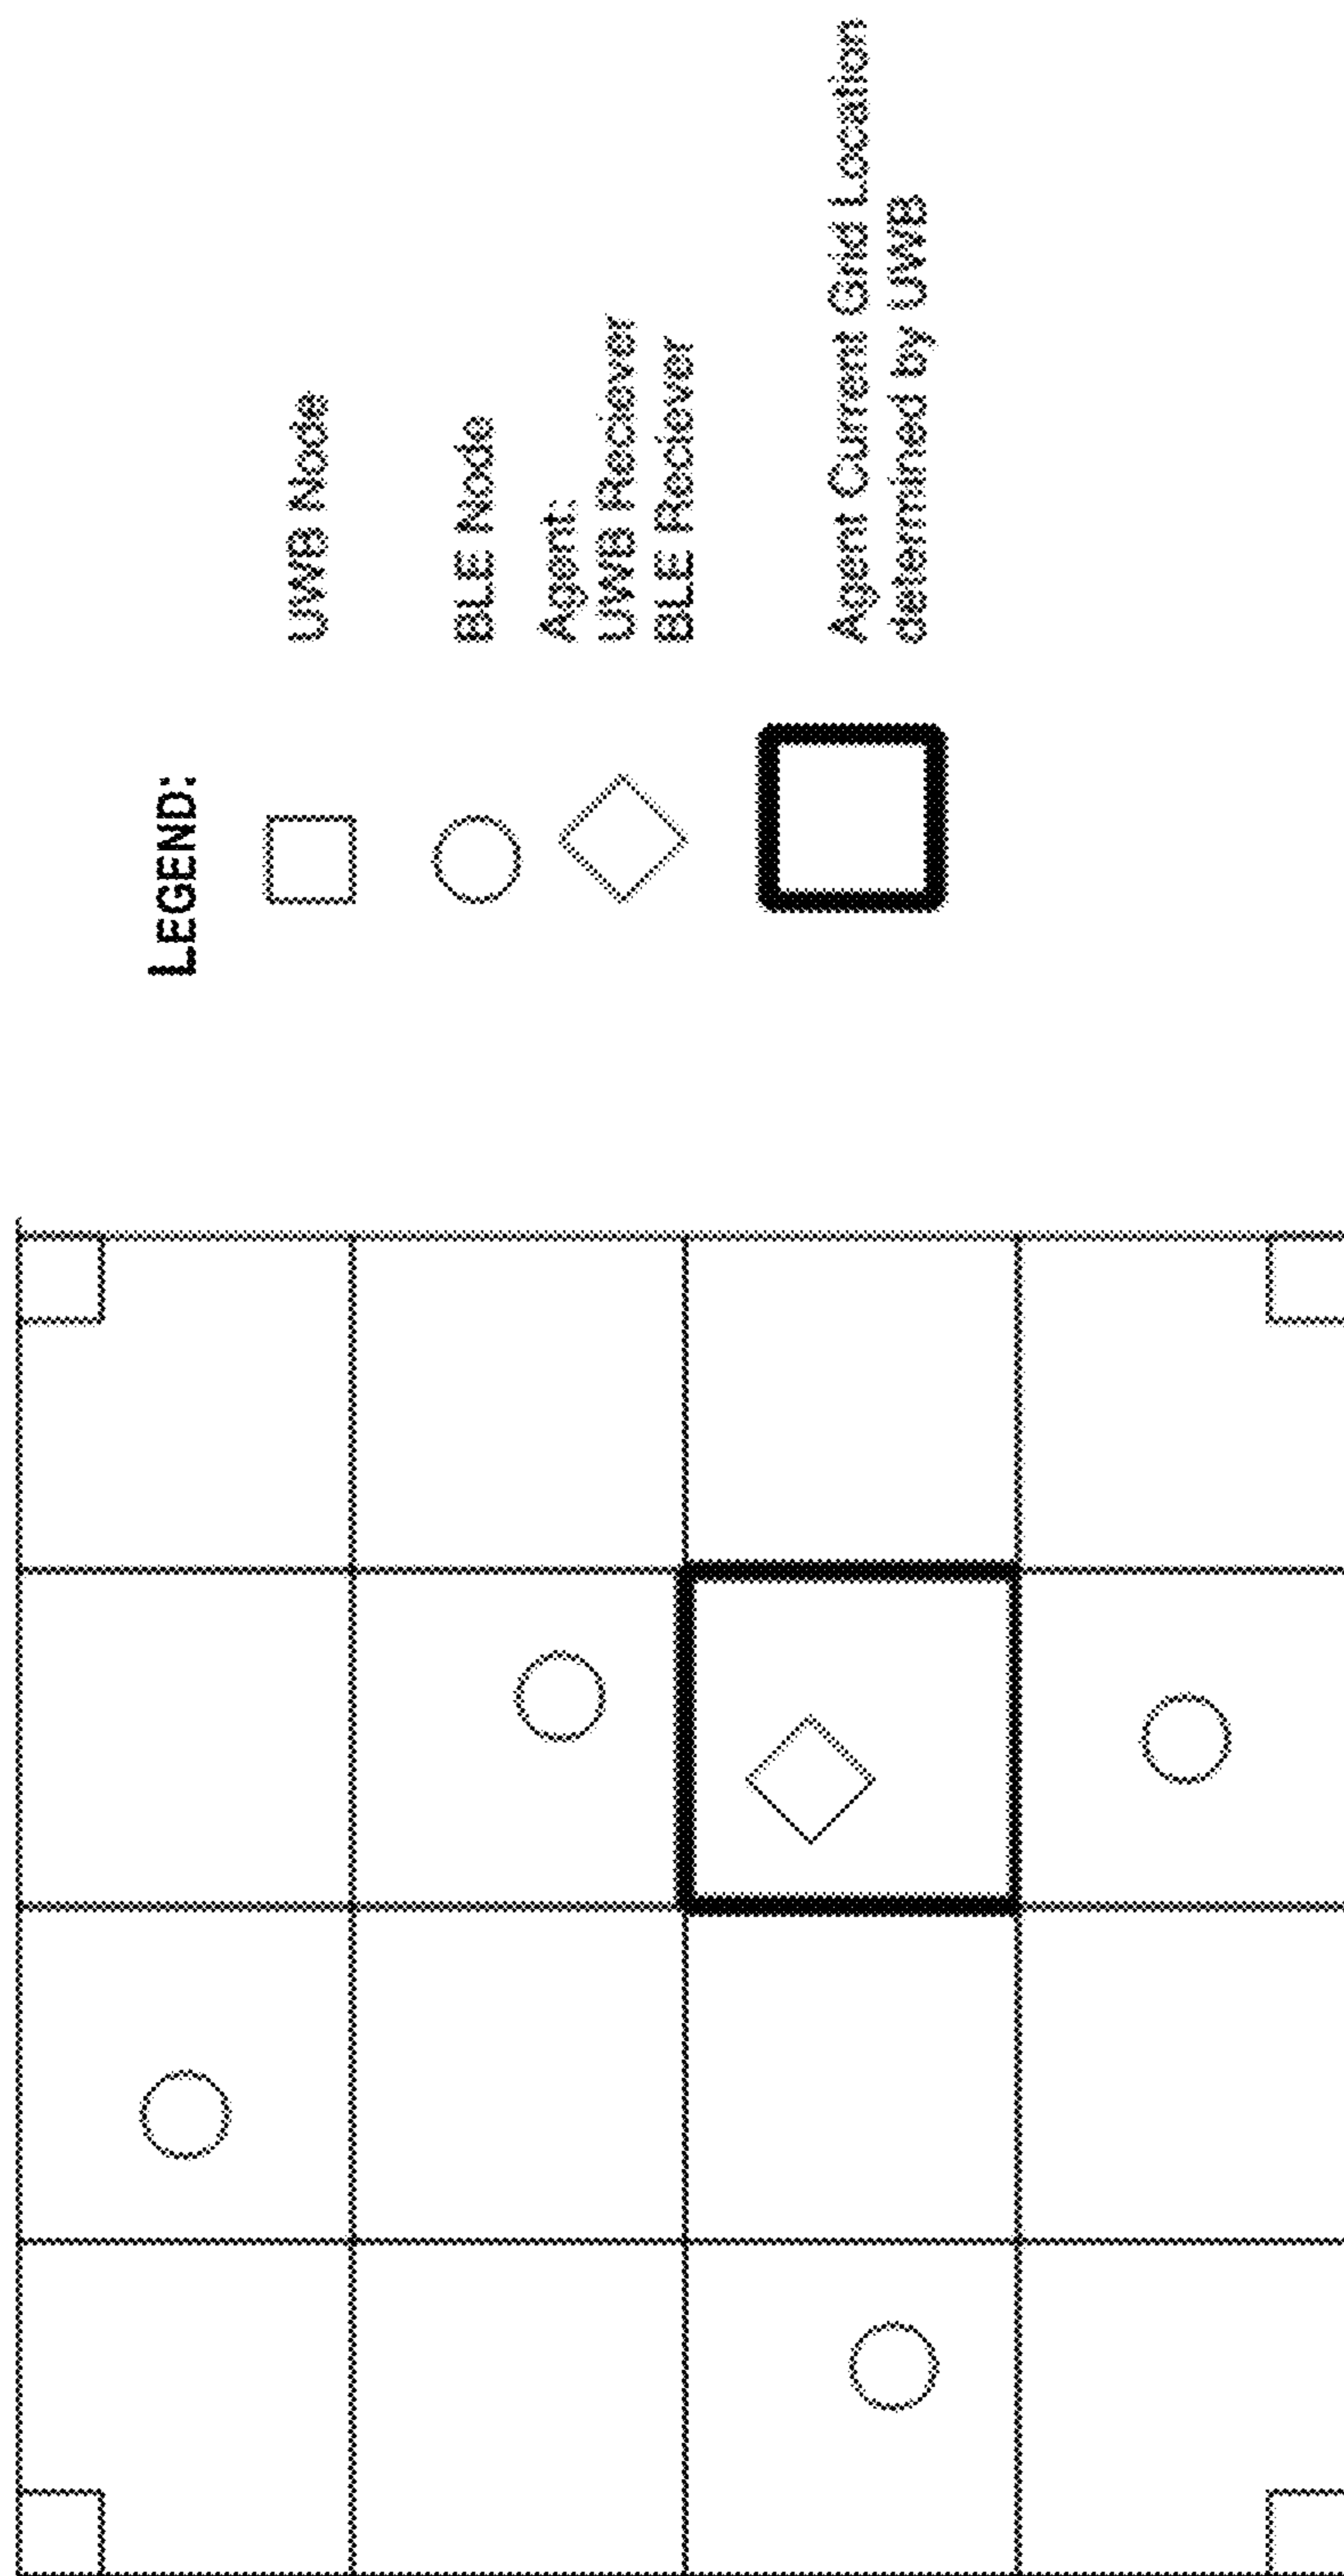 LEGEND:
UWB Node
BLE Node
Agent:
UWB Reciever
BLE Reciever
Agent Current Grid Location
determined by UWB